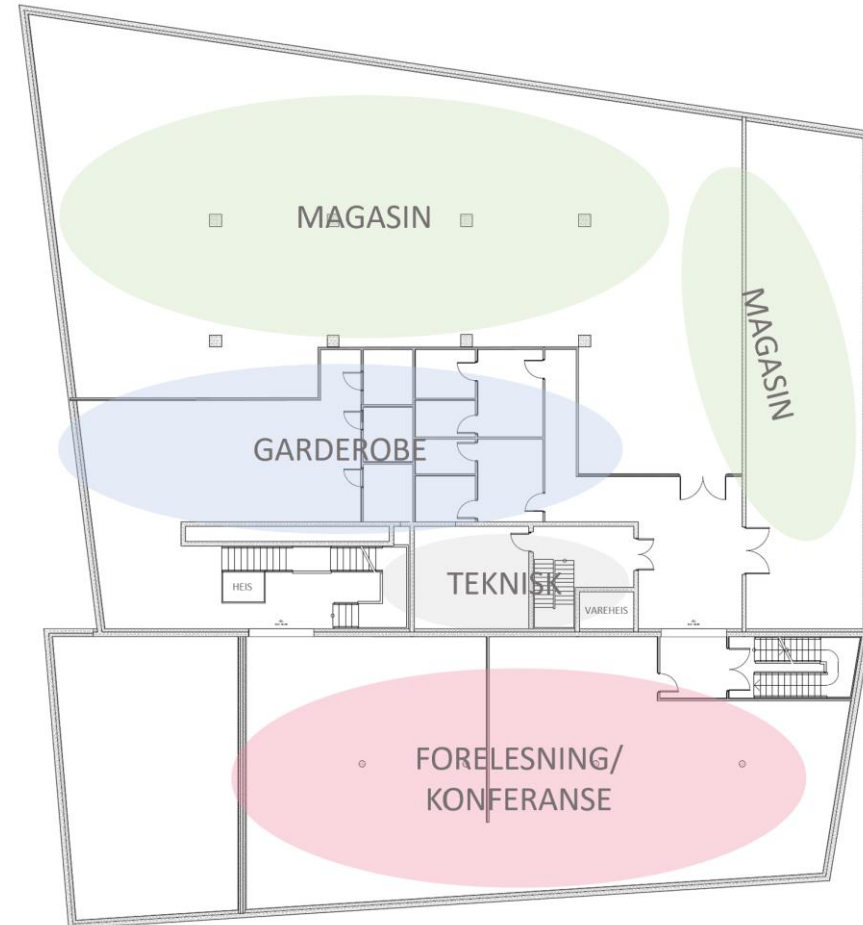 MAGASIN
MAGASIN
GARDEROBE
TEKNISK
HEIS
VAREHEIS
FORELESNING/
KONFERANSE